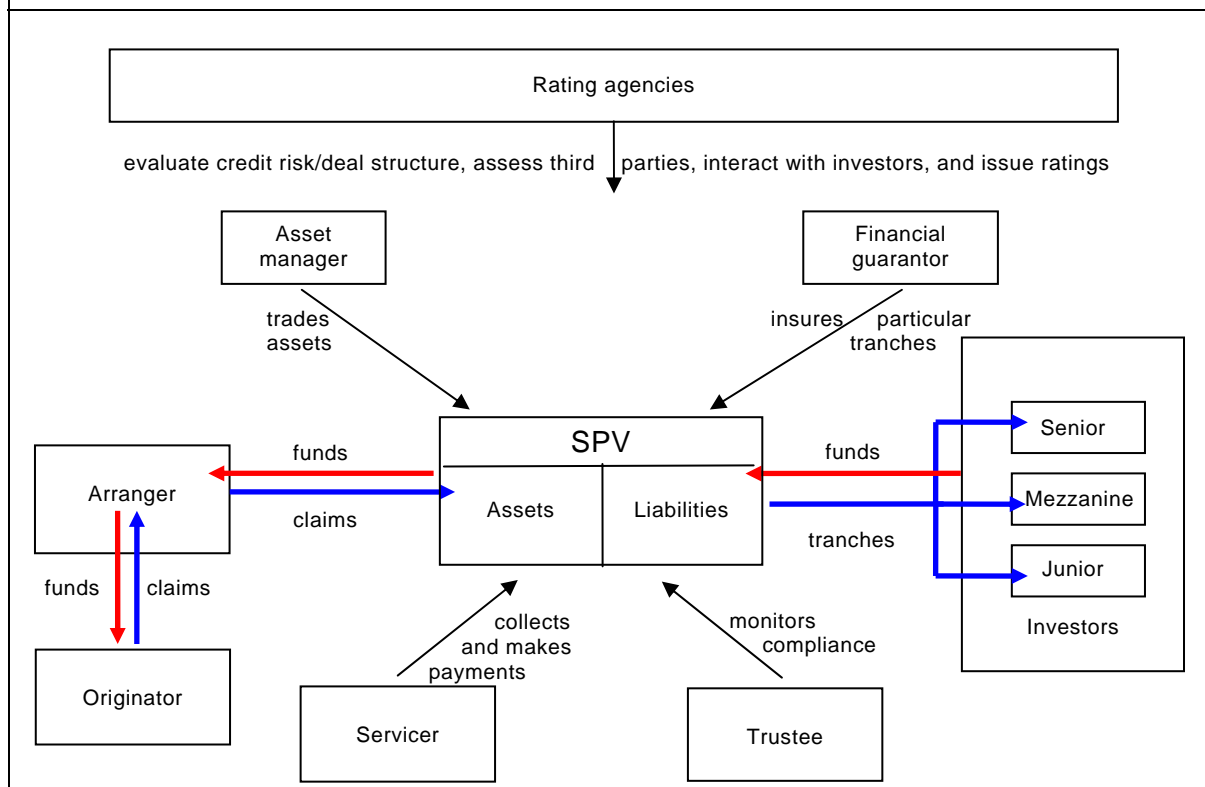 Rating agencies
evaluate credit risk/deal structure, assess third parties, interact with investors, and issue ratings
Asset
manager
Financial
guarantor
trades
assets
insures particular
tranches
SPV
Assets
Liabilities
funds
claims
Arranger
funds
claims
Originator
funds
tranches
Senior
Mezzanine
Junior
Investors
collects
and makes
payments
monitors
compliance
Servicer
Trustee